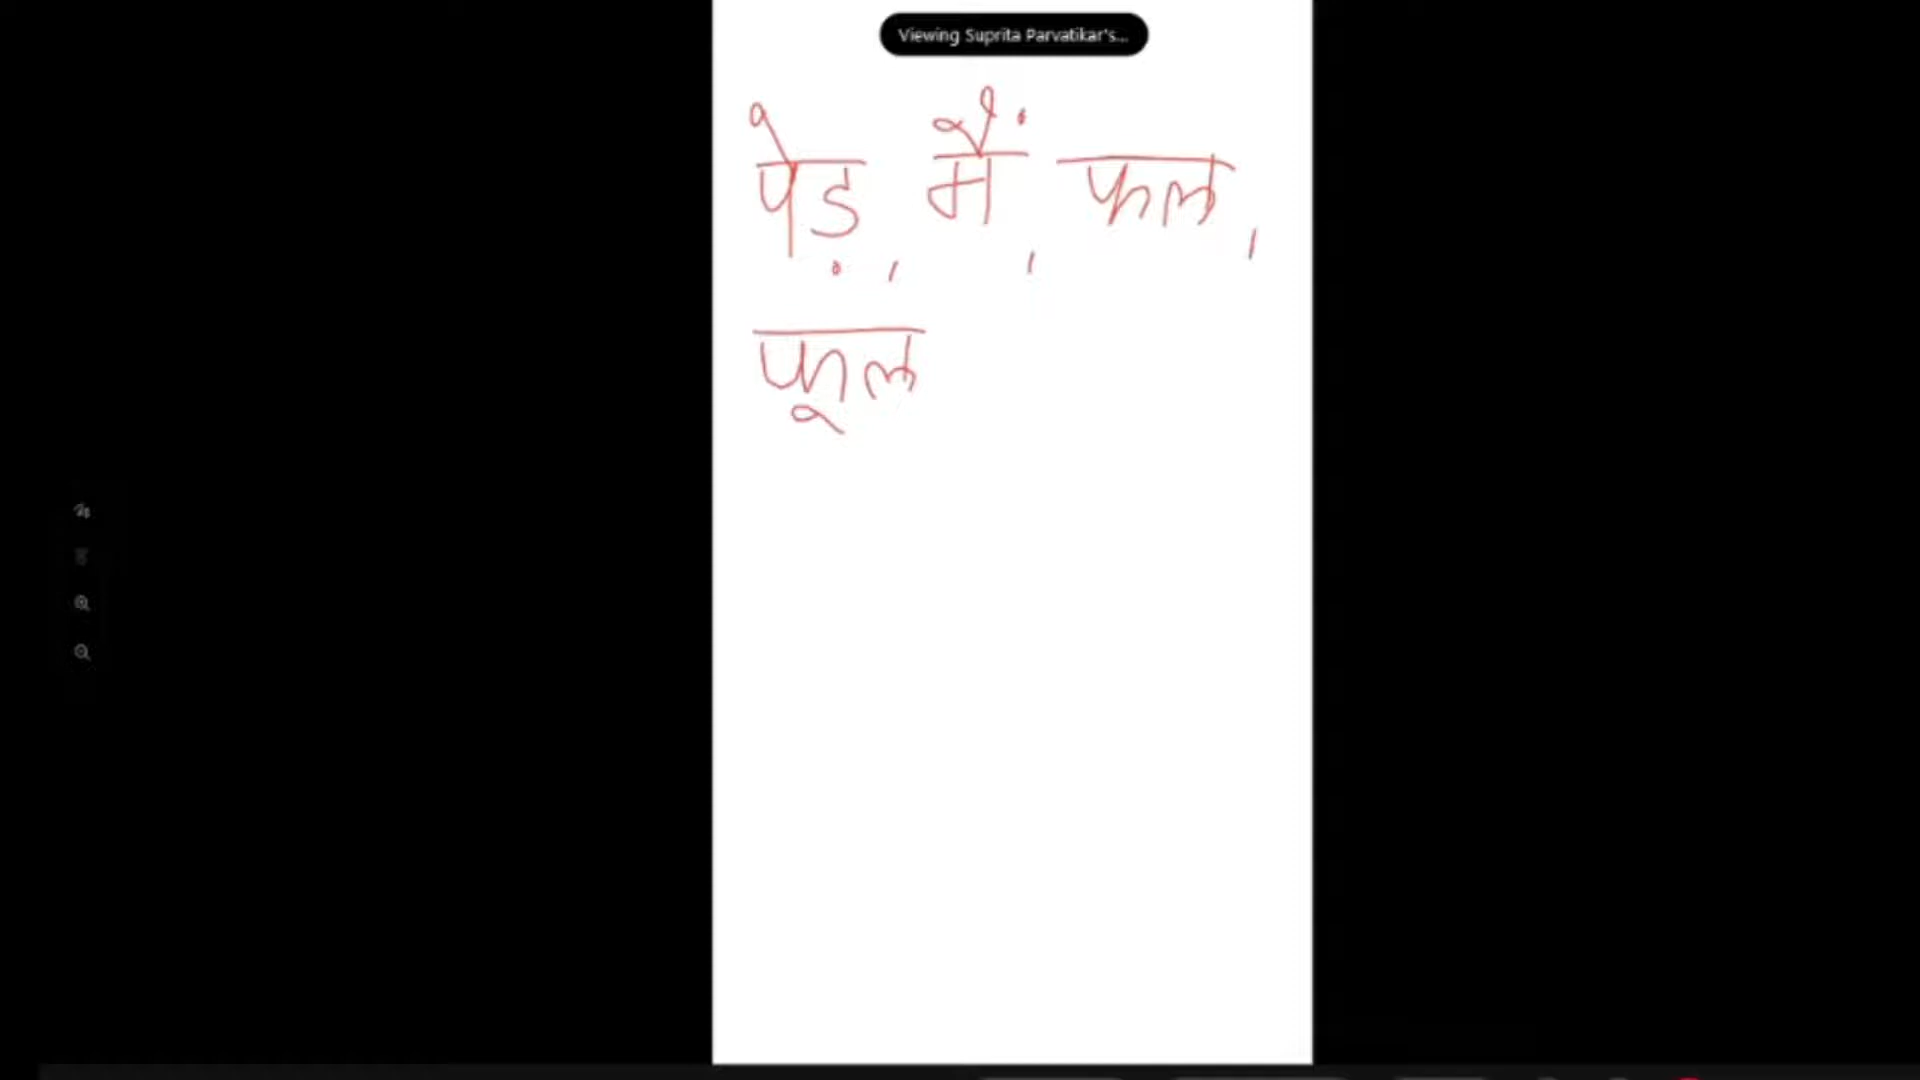 Viewing Suprita Parvatikar's...
पेड़, मैं, फल,
फूल